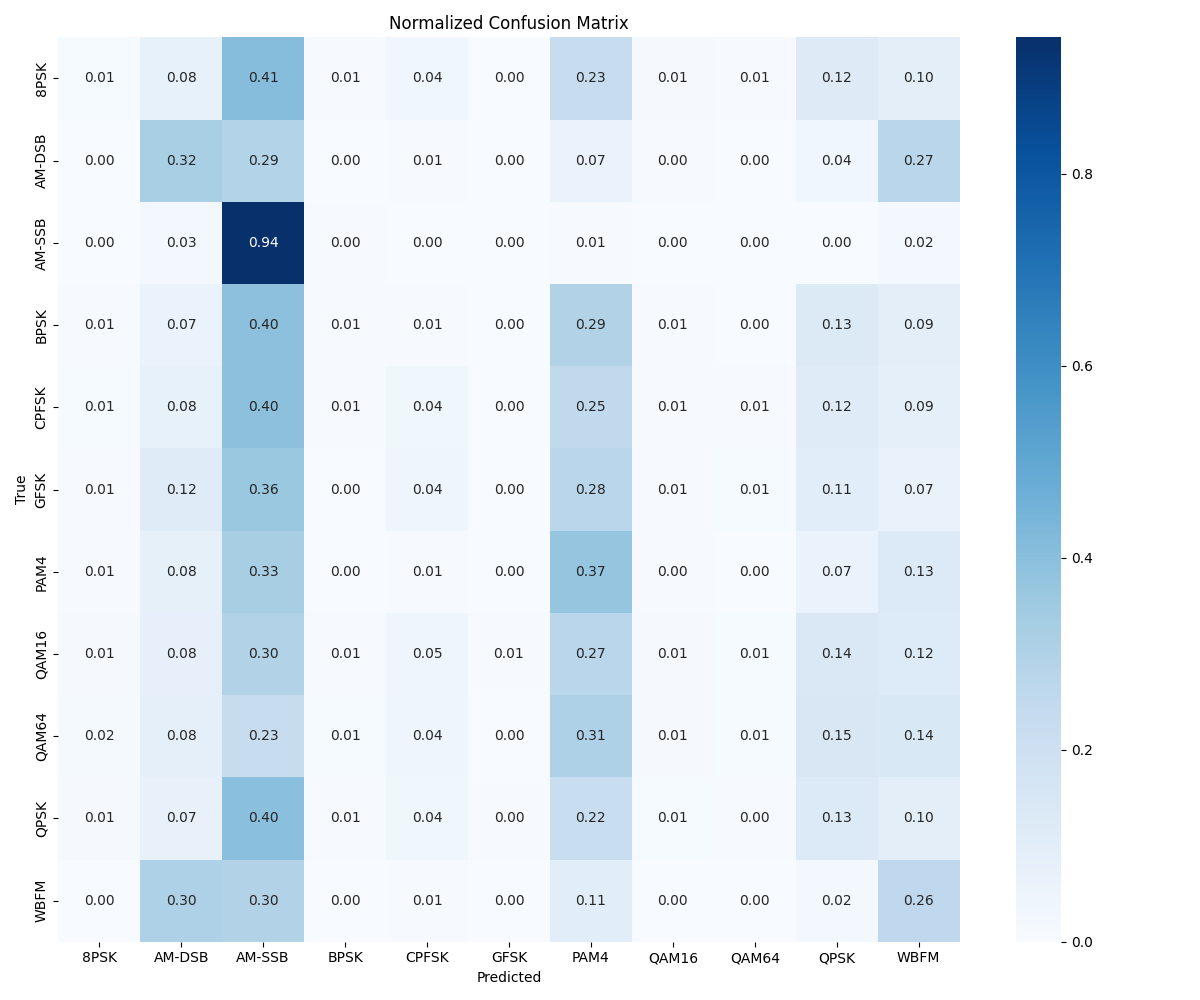 Normalized Confusion Matrix
True
8PSK 0.01 0.08 0.41 0.01 0.04 0.00 0.23 0.01 0.01 0.12 0.10
AM-DSB 0.00 0.32 0.29 0.00 0.01 0.00 0.07 0.00 0.00 0.04 0.27
AM-SSB 0.00 0.03 0.94 0.00 0.00 0.00 0.01 0.00 0.00 0.00 0.02
BPSK 0.01 0.07 0.40 0.01 0.01 0.00 0.29 0.01 0.00 0.13 0.09
CPFSK 0.01 0.08 0.40 0.01 0.04 0.00 0.25 0.01 0.01 0.12 0.09
GFSK 0.01 0.12 0.36 0.00 0.04 0.00 0.28 0.01 0.01 0.11 0.07
PAM4 0.01 0.08 0.33 0.00 0.01 0.00 0.37 0.00 0.00 0.07 0.13
QAM16 0.01 0.08 0.30 0.01 0.05 0.01 0.27 0.01 0.01 0.14 0.12
QAM64 0.02 0.08 0.23 0.01 0.04 0.00 0.31 0.01 0.01 0.15 0.14
QPSK 0.01 0.07 0.40 0.01 0.04 0.00 0.22 0.01 0.00 0.13 0.10
WBFM 0.00 0.30 0.30 0.00 0.01 0.00 0.11 0.00 0.00 0.02 0.26
8PSK AM-DSB AM-SSB BPSK CPFSK GFSK PAM4 QAM16 QAM64 QPSK WBFM
Predicted
0.8
0.6
0.4
0.2
0.0